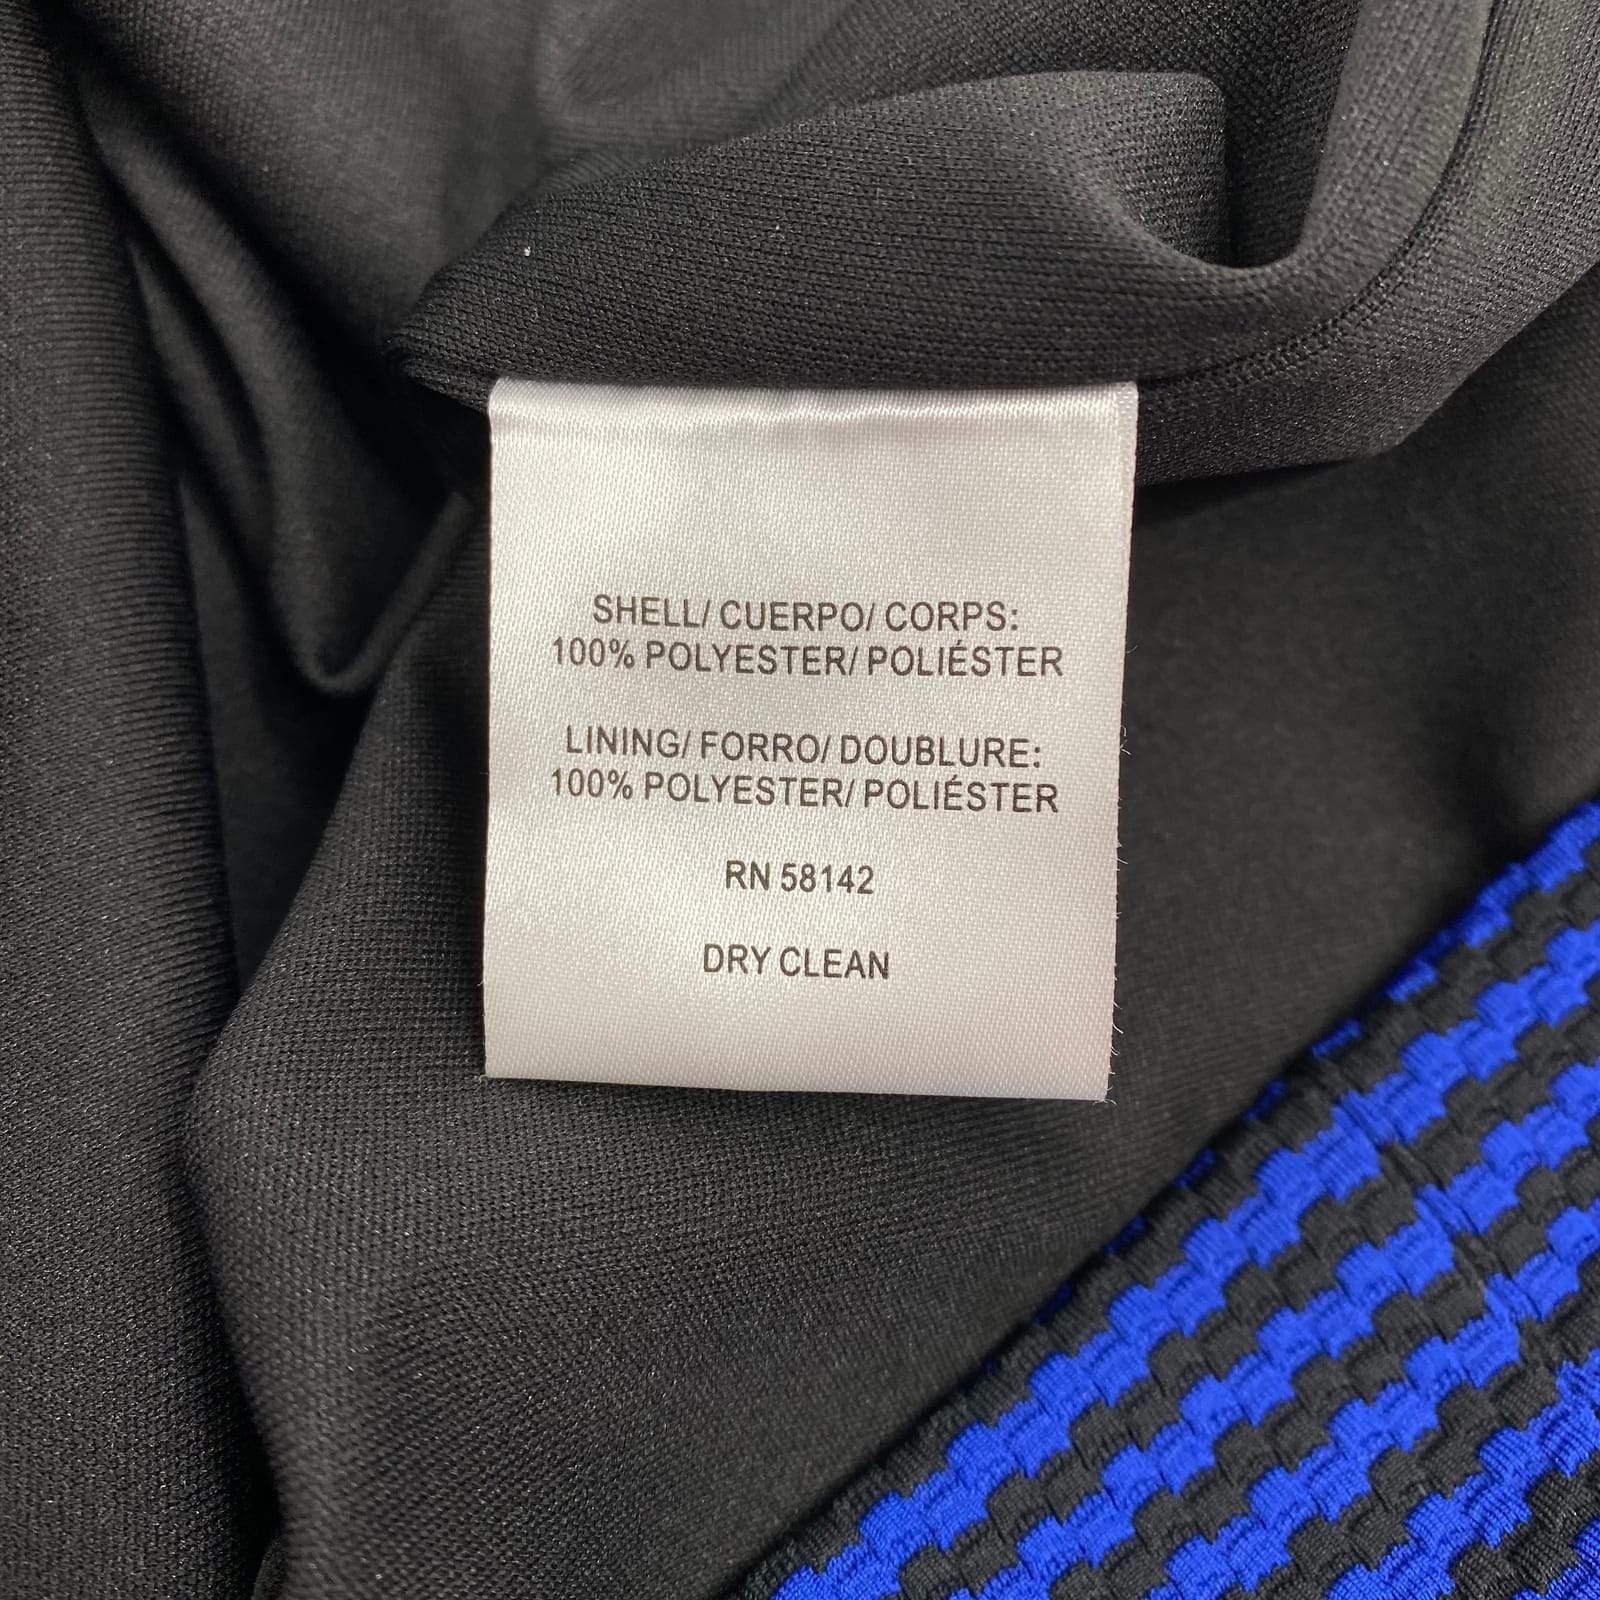 SHELL/ CUERPO/ CORPS:
100% POLYESTER/ POLIÉSTER
LINING/ FORRO/ DOUBLURE:
100% POLYESTER/ POLIÉSTER
RN 58142
DRY CLEAN